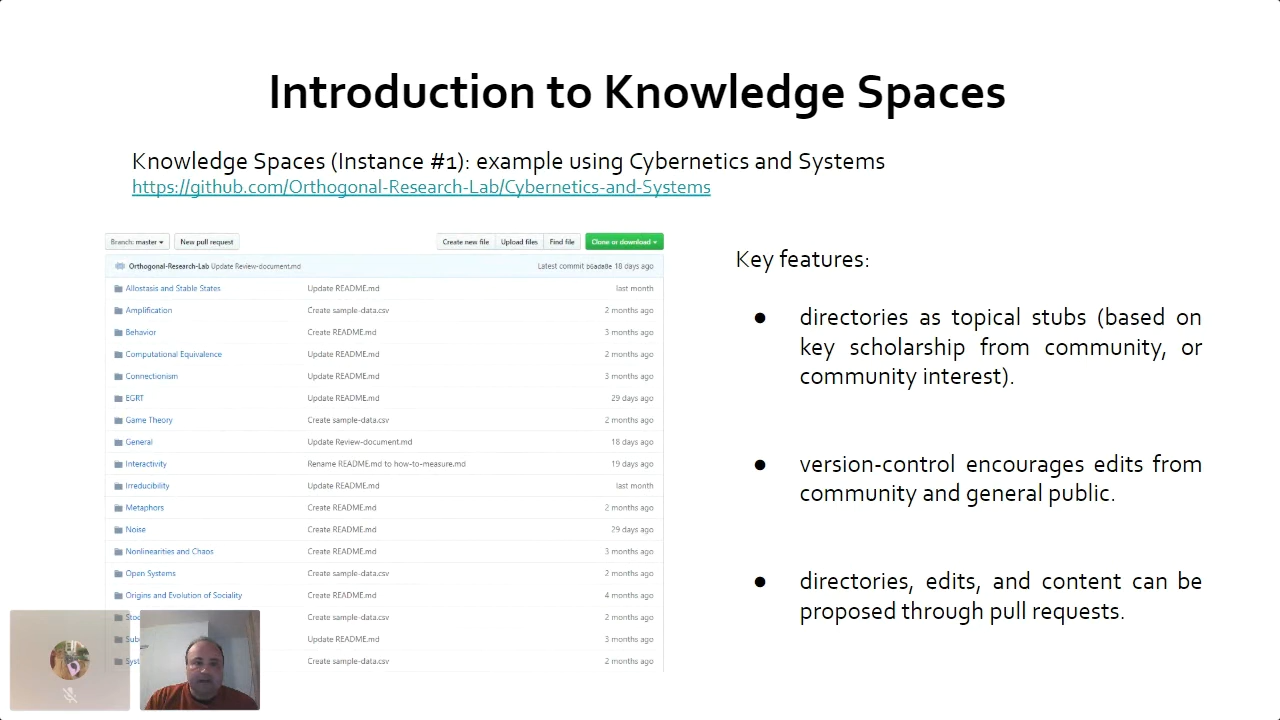 Introduction to Knowledge Spaces
Knowledge Spaces (Instance #1): example using Cybernetics and Systems
https://github.com/Orthogonal-Research-Lab/Cybernetics-and-Systems
Branch: master New pull request Create new file Upload files Find file Clone or download
Orthogonal-Research-Lab Update Review-document.md Latest commit b6ada8e 18 days ago
Allostasis and Stable States Update README.md last month
Amplification Create sample-data.csv 2 months ago
Behavior Create README.md 3 months ago
Computational Equivalence Update README.md 2 months ago
Connectionism Update README.md 3 months ago
EGRT Update README.md 29 days ago
Game Theory Create sample-data.csv 2 months ago
General Update Review-document.md 18 days ago
Interactivity Rename README.md to how-to-measure.md 19 days ago
Irreducibility Update README.md last month
Metaphors Create README.md 2 months ago
Noise Create README.md 29 days ago
Nonlinearities and Chaos Create README.md 3 months ago
Open Systems Create sample-data.csv 2 months ago
Origins and Evolution of Sociality Create README.md 4 months ago
Create sample-data.csv 2 months ago
Update README.md 3 months ago
Create sample-data.csv 2 months ago
Key features:
● directories as topical stubs (based on
key scholarship from community, or
community interest).
● version-control encourages edits from
community and general public.
● directories, edits, and content can be
proposed through pull requests.